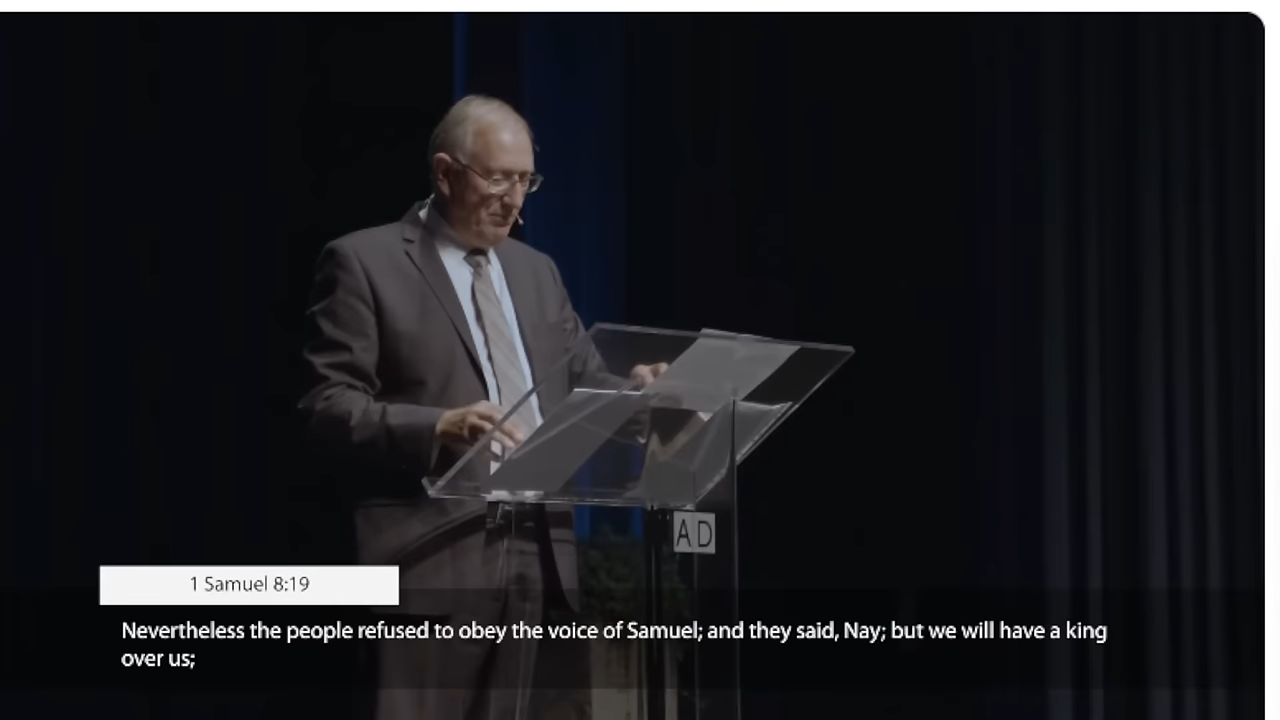 AD
1 Samuel 8:19
Nevertheless the people refused to obey the voice of Samuel; and they said, Nay; but we will have a king
over us;